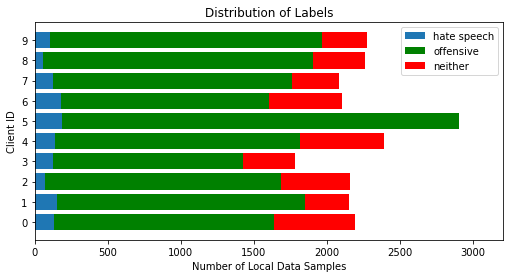 Distribution of Labels
hate speech
offensive
neither
Client ID
9
8
7
6
5
4
3
2
1
0
0 500 1000 1500 2000 2500 3000
Number of Local Data Samples